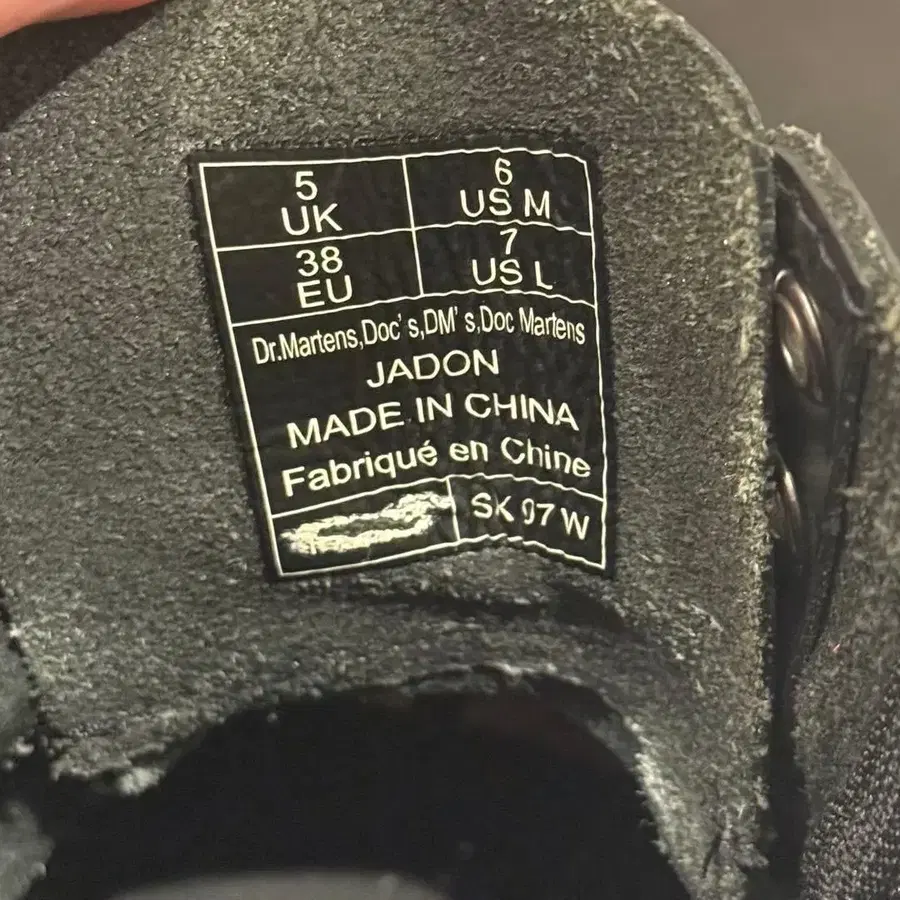 5 UK
6 US M
38 EU
7 US L
Dr.Martens,Doc's,DM's,Doc Martens
JADON
MADE IN CHINA
Fabriqué en Chine
SK 97 W